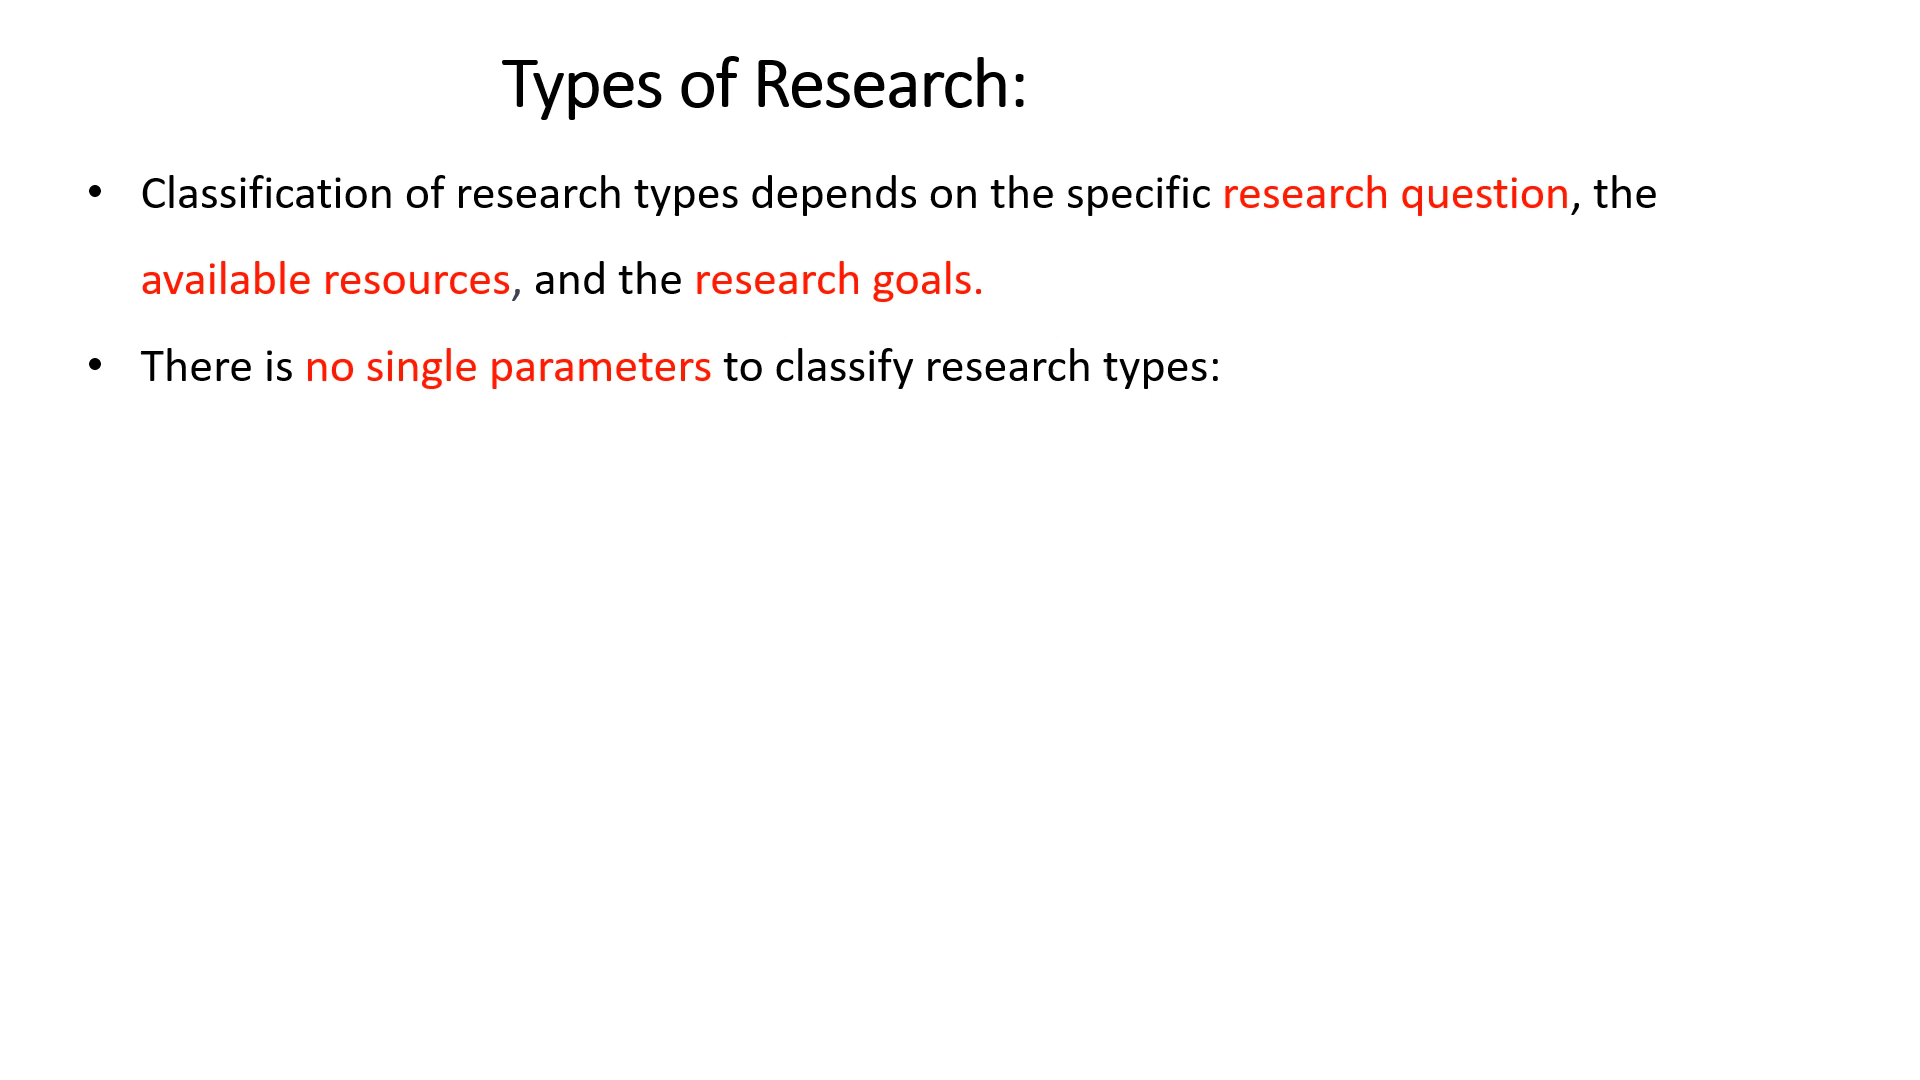 Types of Research:
• Classification of research types depends on the specific research question, the
available resources, and the research goals.
• There is no single parameters to classify research types: